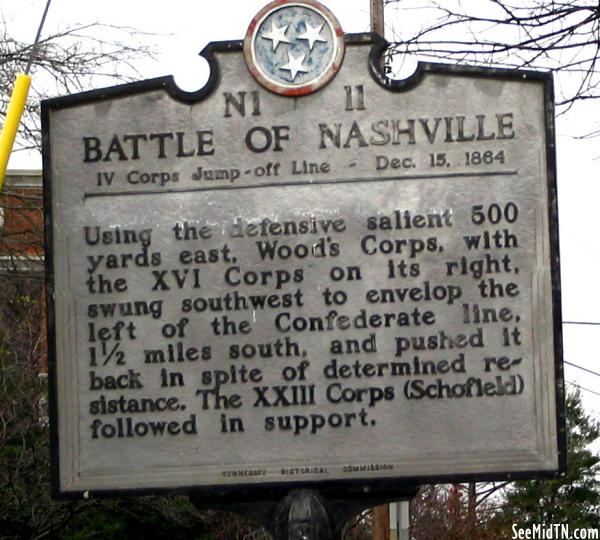 N1 11
BATTLE OF NASHVILLE
IV Corps Jump-off Line - Dec. 15, 1864
Using the defensive salient 500
yards east, Wood's Corps, with
the XVI Corps on its right,
swung southwest to envelop the
left of the Confederate line,
1½ miles south, and pushed it
back in spite of determined re-
sistance. The XXIII Corps (Schofield)
followed in support.
TENNESSEE HISTORICAL COMMISSION
SeeMidTN.com